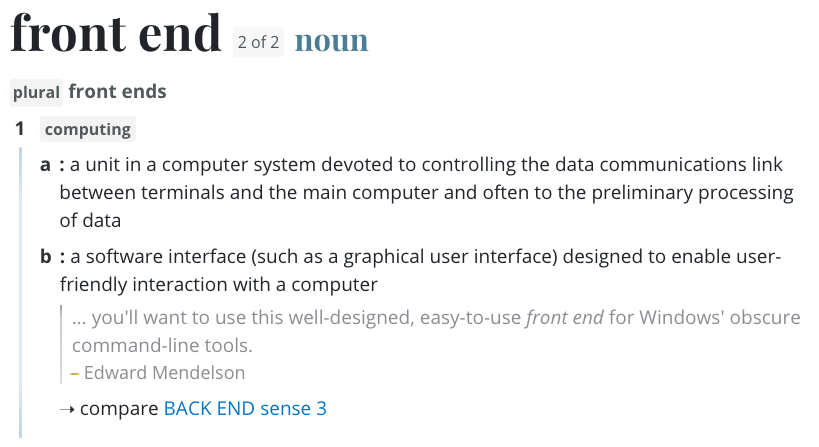 front end 2 of 2 noun
plural front ends
1 computing
a : a unit in a computer system devoted to controlling the data communications link
between terminals and the main computer and often to the preliminary processing
of data
b : a software interface (such as a graphical user interface) designed to enable user-
friendly interaction with a computer
... you'll want to use this well-designed, easy-to-use front end for Windows' obscure
command-line tools.
– Edward Mendelson
→ compare BACK END sense 3